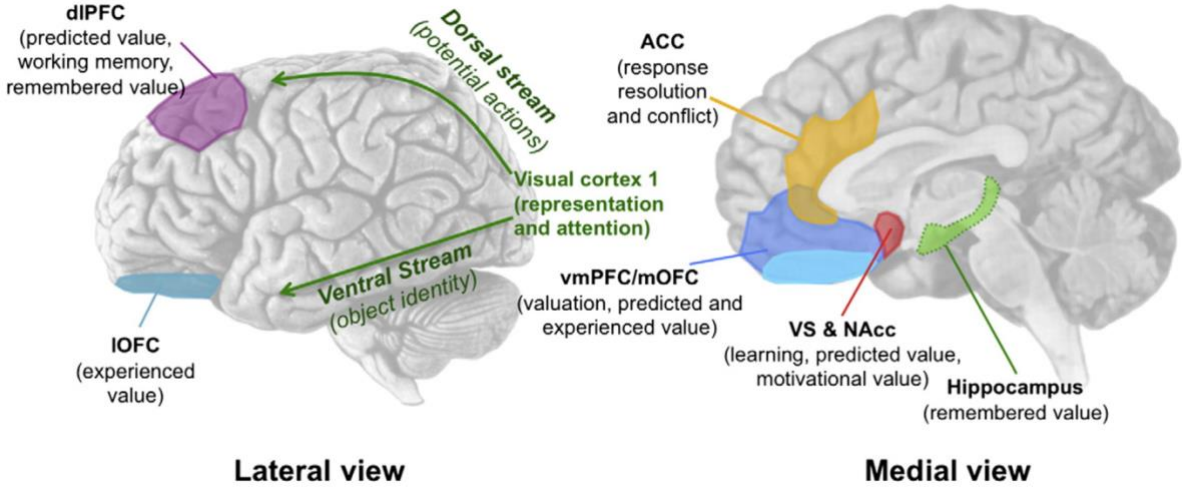 dlPFC
(predicted value,
working memory,
remembered value)
Dorsal stream
(potential actions)
Visual cortex 1
(representation
and attention)
Ventral Stream
(object identity)
lOFC
(experienced
value)
Lateral view
ACC
(response
resolution
and conflict)
vmPFC/mOFC
(valuation, predicted and
experienced value)
VS & NAcc
(learning, predicted value,
motivational value)
Hippocampus
(remembered value)
Medial view